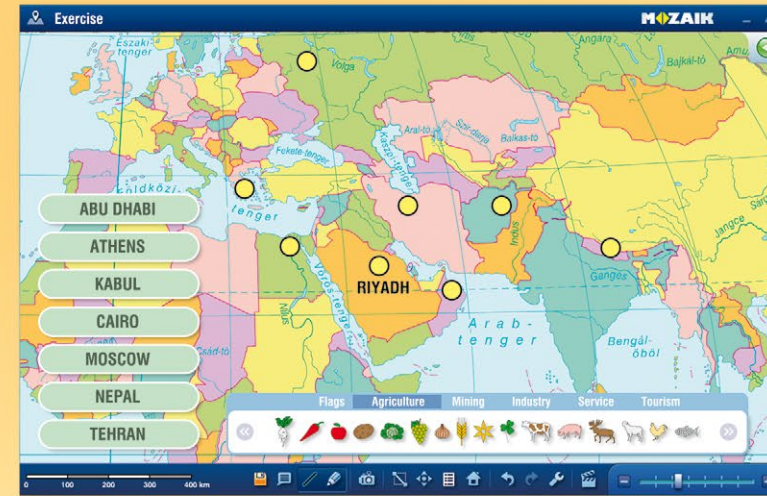 Exercise
MOZAIK
Északi-
tenger
Volga
Angara
Bajkál-tó
Amu
Aral-tó
Szir-darja
Balkas-tó
Kaszpi-tenger
Fekete-tenger
Földközi-
tenger
ABU DHABI
ATHENS
KABUL
CAIRO
MOSCOW
NEPAL
TEHRAN
Nílus
Vörös-tenger
RIYADH
Indus
Gangesz
Jangce
Arab-
tenger
Bengál-
öböl
Csád-tó
Flags Agriculture Mining Industry Service Tourism
0 100 200 300 400 km